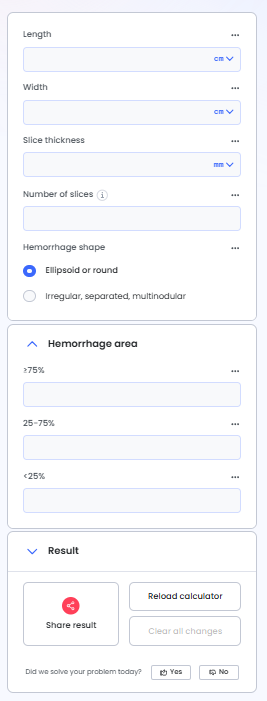 Length ...
cm
Width ...
cm
Slice thickness ...
mm
Number of slices i ...
Hemorrhage shape ...
Ellipsoid or round
Irregular, separated, multinodular
Hemorrhage area
≥75% ...
25-75% ...
<25% ...
Result
Share result
Reload calculator
Clear all changes
Did we solve your problem today? Yes No